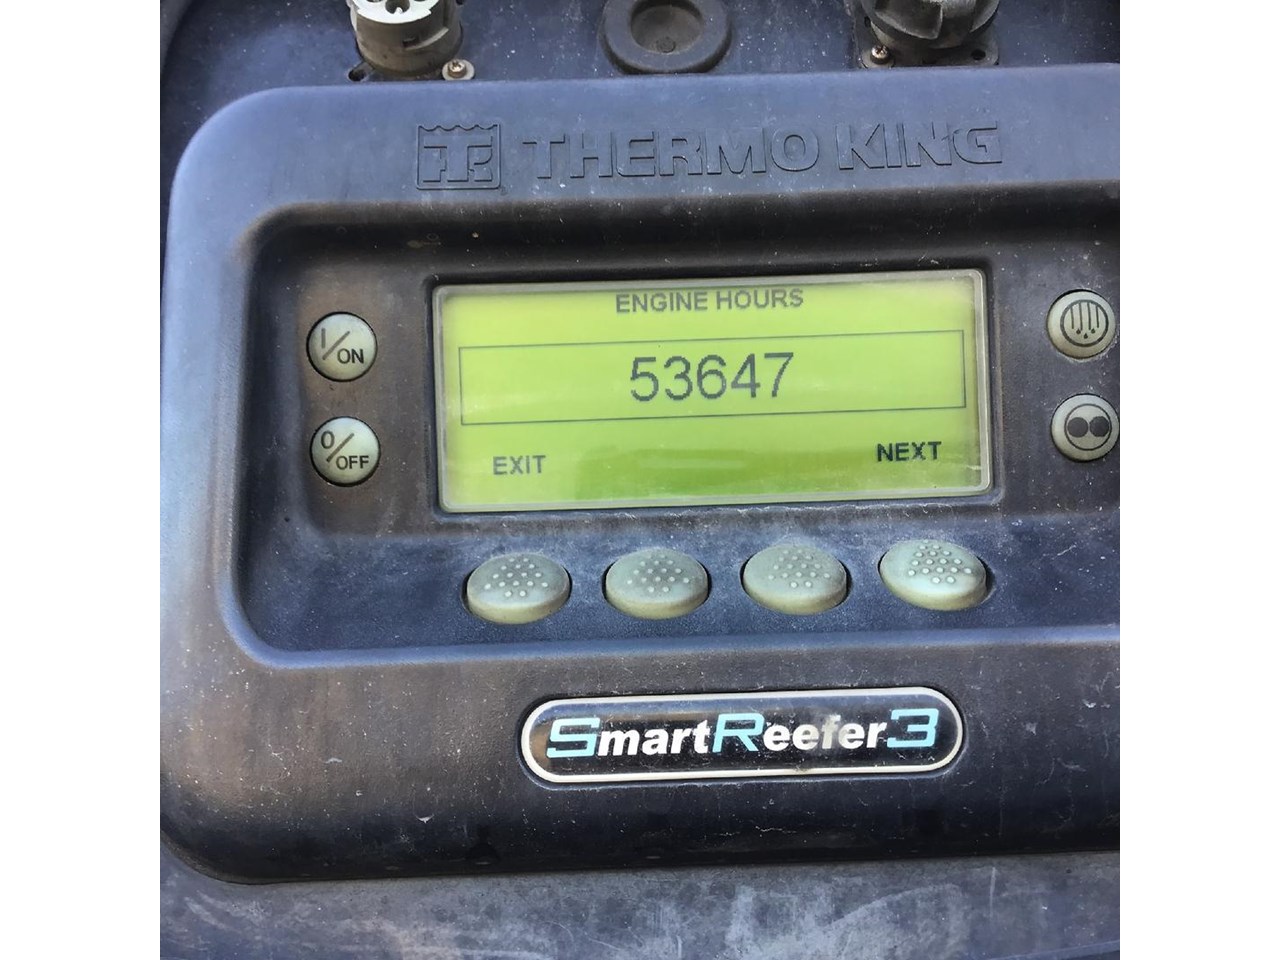 THERMO KING
ENGINE HOURS
I/ON
53647
O/OFF
EXIT
NEXT
SmartReefer3